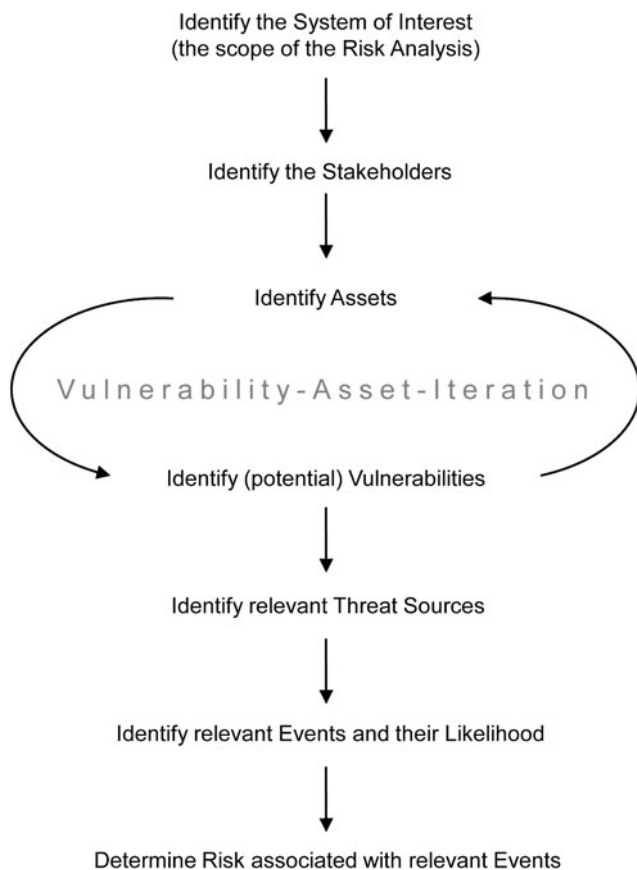 Identify the System of Interest
(the scope of the Risk Analysis)
Identify the Stakeholders
Identify Assets
Vulnerability-Asset-Iteration
Identify (potential) Vulnerabilities
Identify relevant Threat Sources
Identify relevant Events and their Likelihood
Determine Risk associated with relevant Events